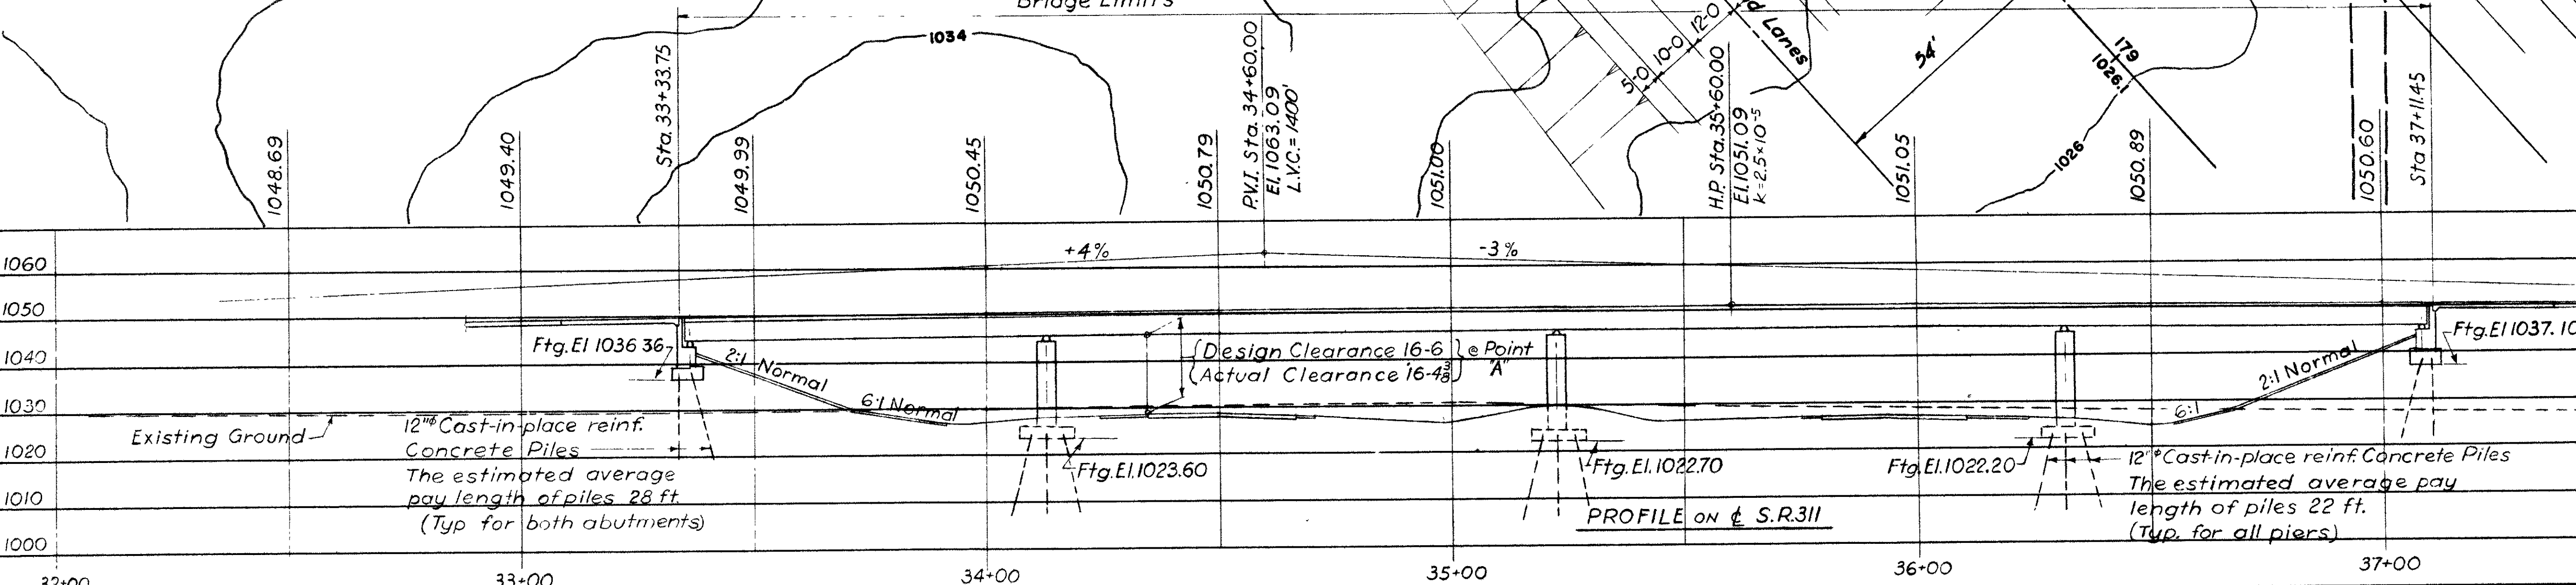 Bridge Limits
1034
Sta. 33+33.75
P.V.I. Sta. 34+60.00
El. 1063.09
L.V.C. = 1400'
5-0
10-0
12-0
d Lanes
54'
179
1026.1
1026
H.P. Sta. 35+60.00
El. 1051.09
k = 2.5×10⁻⁵
Sta 37+11.45
1048.69
1049.40
1049.99
1050.45
1050.79
1051.00
1051.05
1050.89
1050.60
+4%
-3%
1060
1050
1040
1030
1020
1010
1000
Ftg. El 1036 36
2:1 Normal
6:1 Normal
Design Clearance 16-6
Actual Clearance 16-4⅜
@ Point
"A"
2:1 Normal
6:1
Ftg. El 1037.10
Existing Ground
12"ᶲ Cast-in-place reinf.
Concrete Piles
The estimated average
pay length of piles 28 ft.
(Typ for both abutments)
Ftg. El. 1023.60
Ftg. El. 1022.70
Ftg. El. 1022.20
12"ᶲ Cast-in-place reinf. Concrete Piles
The estimated average pay
length of piles 22 ft.
(Typ. for all piers)
PROFILE ON ℄ S.R. 311
32+00
33+00
34+00
35+00
36+00
37+00